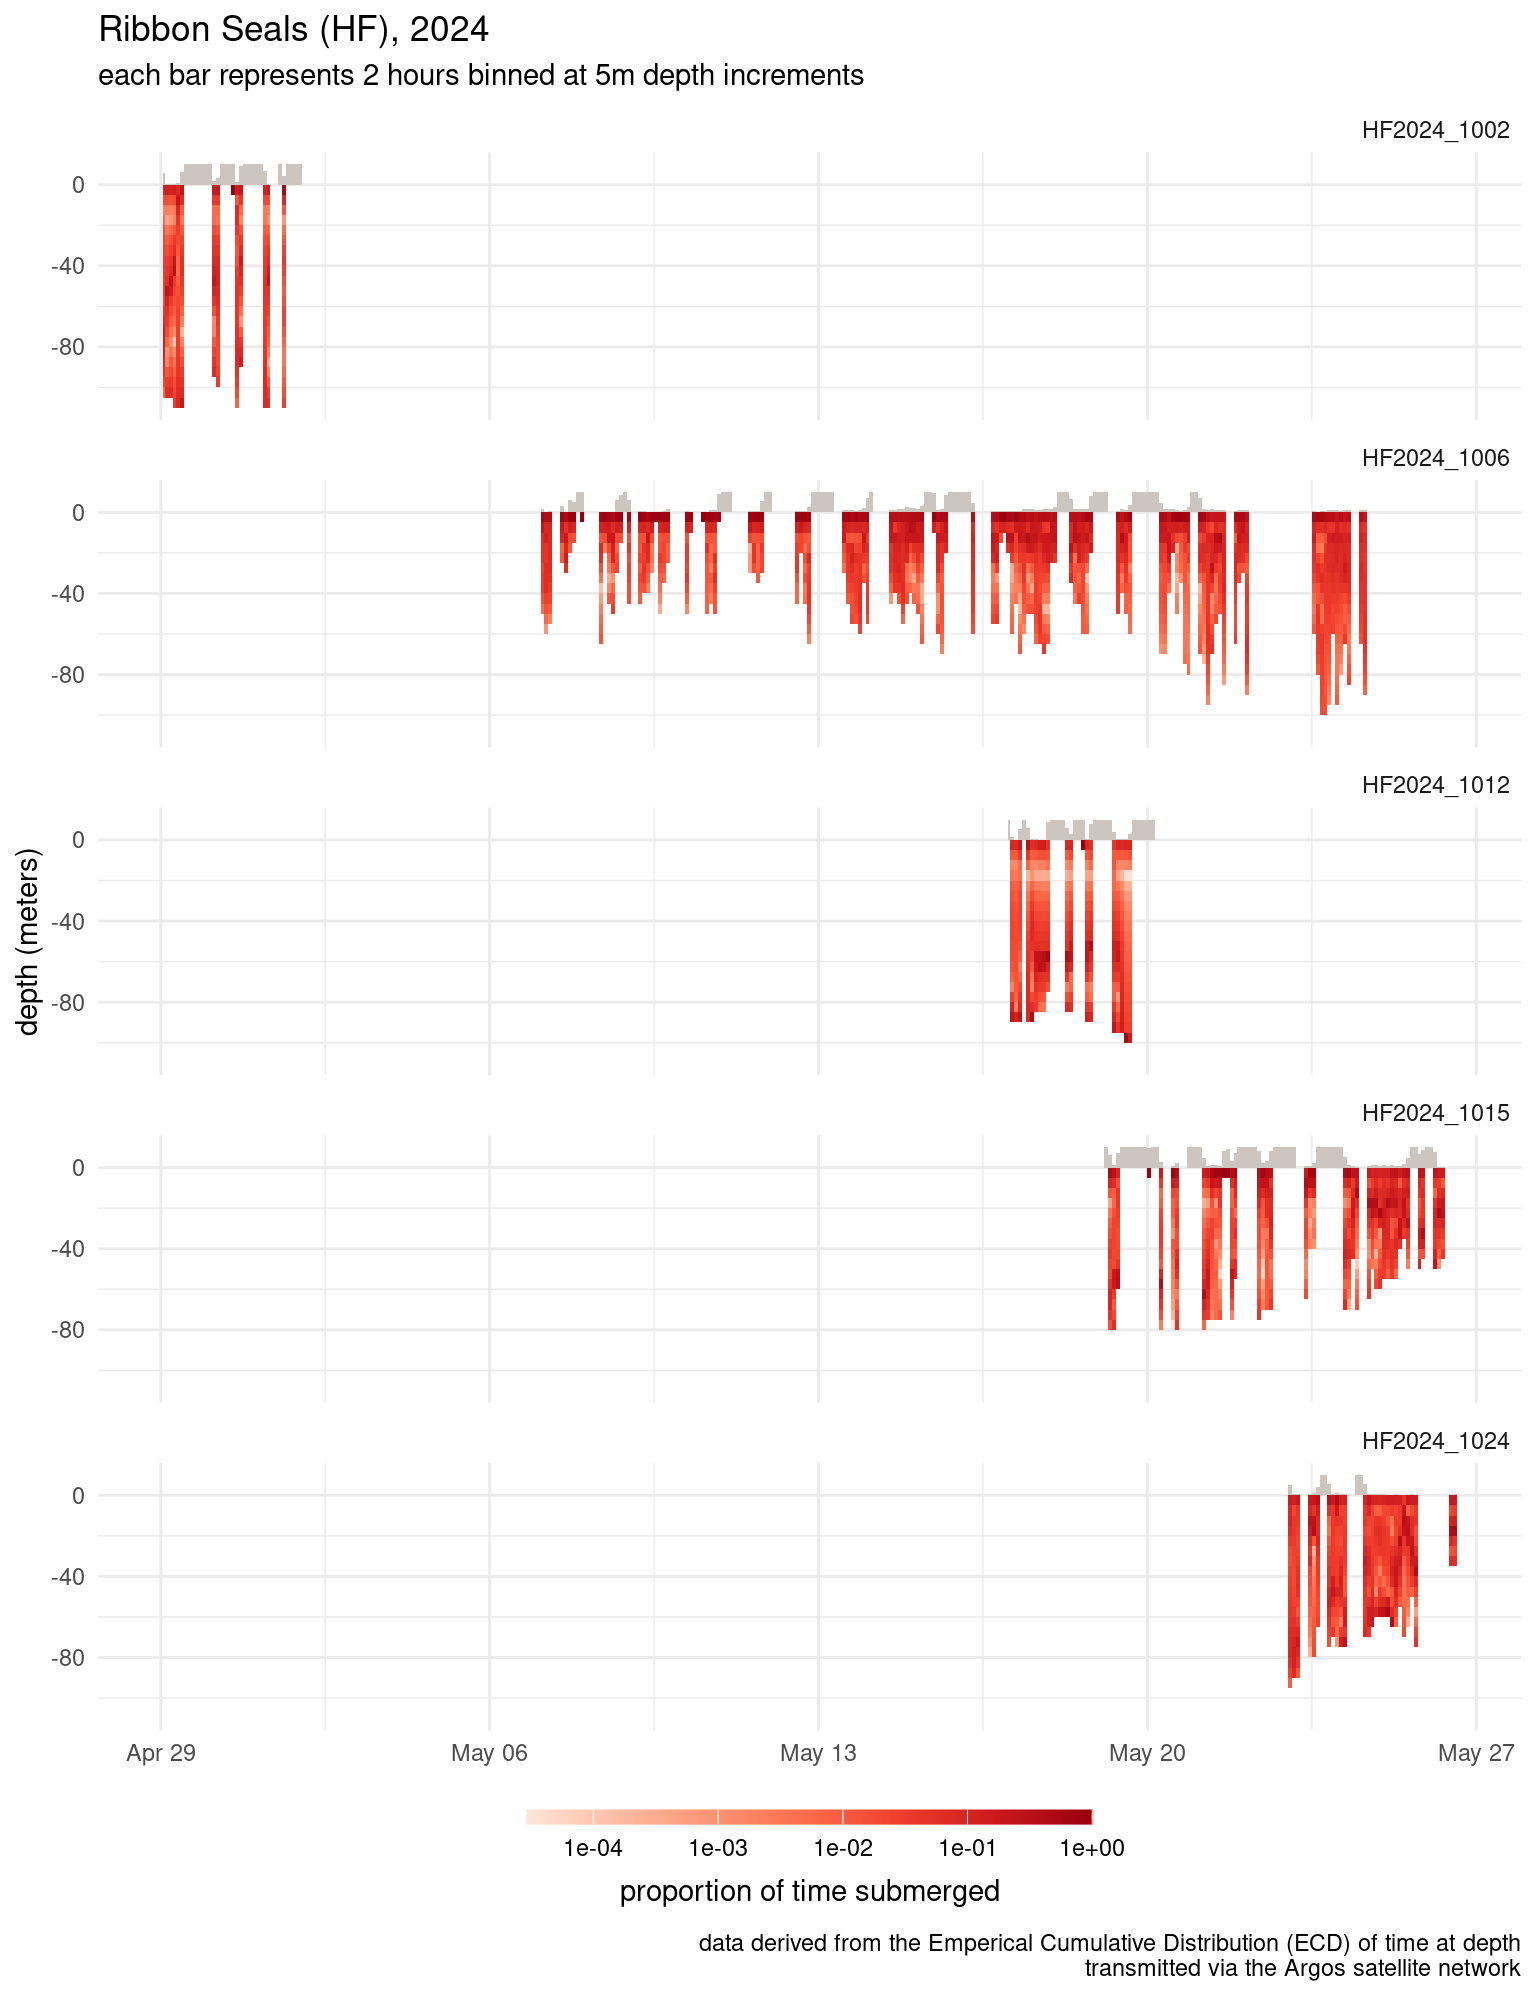 Ribbon Seals (HF), 2024
each bar represents 2 hours binned at 5m depth increments
HF2024_1002
0
-40
-80
HF2024_1006
0
-40
-80
HF2024_1012
0
-40
-80
depth (meters)
HF2024_1015
0
-40
-80
HF2024_1024
0
-40
-80
Apr 29 May 06 May 13 May 20 May 27
1e-04 1e-03 1e-02 1e-01 1e+00
proportion of time submerged
data derived from the Emperical Cumulative Distribution (ECD) of time at depth
transmitted via the Argos satellite network